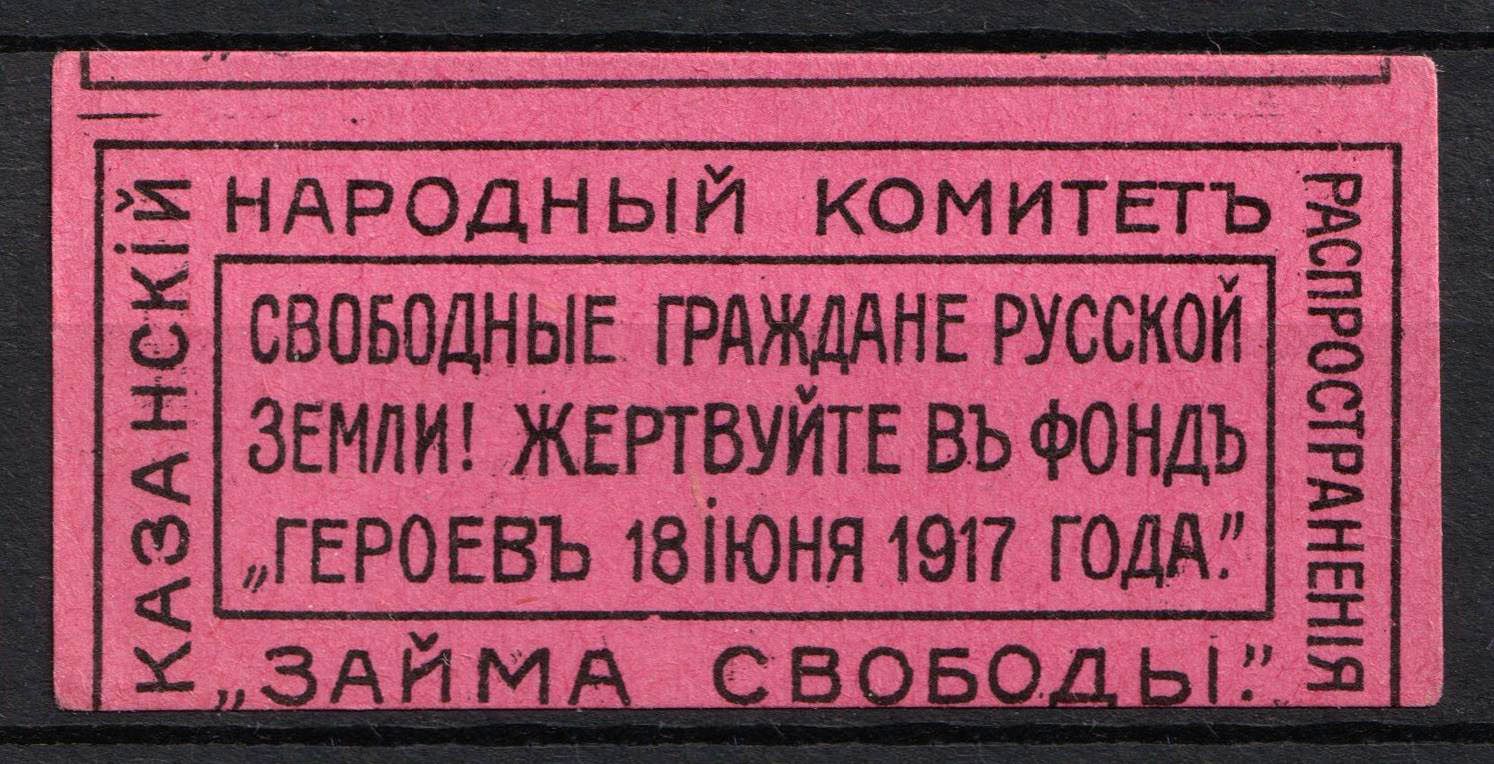 КАЗАНСКІЙ
НАРОДНЫЙ КОМИТЕТЪ
РАСПРОСТРАНЕНІЯ
„ЗАЙМА СВОБОДЫ.”
СВОБОДНЫЕ ГРАЖДАНЕ РУССКОЙ
ЗЕМЛИ! ЖЕРТВУЙТЕ ВЪ ФОНДЪ
„ГЕРОЕВЪ 18 ІЮНЯ 1917 ГОДА.”